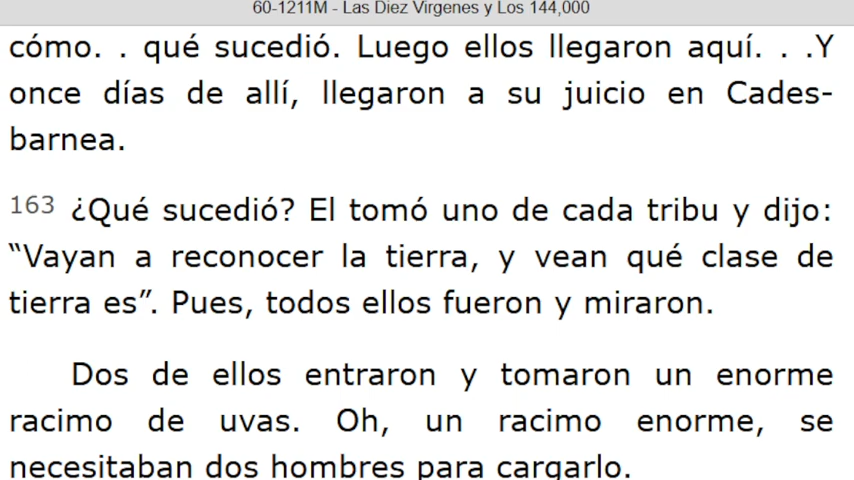 60-1211M - Las Diez Virgenes y Los 144,000
cómo. . qué sucedió. Luego ellos llegaron aquí. . .Y
once días de allí, llegaron a su juicio en Cades-
barnea.
163 ¿Qué sucedió? El tomó uno de cada tribu y dijo:
“Vayan a reconocer la tierra, y vean qué clase de
tierra es”. Pues, todos ellos fueron y miraron.
Dos de ellos entraron y tomaron un enorme
racimo de uvas. Oh, un racimo enorme, se
necesitaban dos hombres para cargarlo.